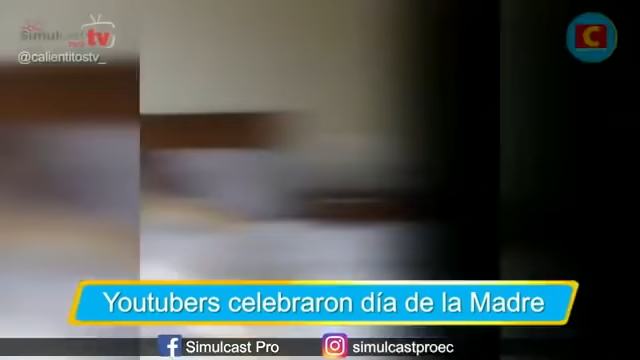 Simulcast
tv
@calientitostv_
C
Youtubers celebraron día de la Madre
Simulcast Pro
simulcastproec